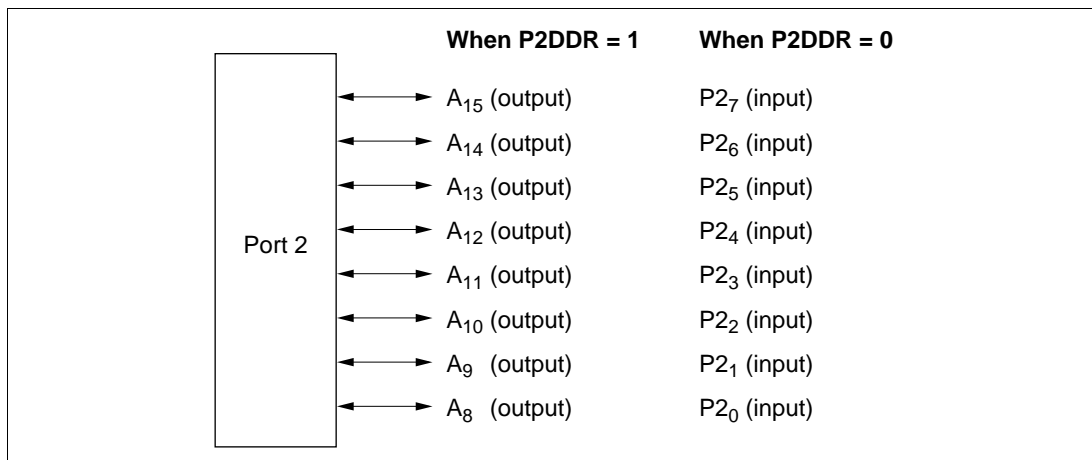 When P2DDR = 1 When P2DDR = 0
A15 (output) P27 (input)
A14 (output) P26 (input)
A13 (output) P25 (input)
A12 (output) P24 (input)
Port 2
A11 (output) P23 (input)
A10 (output) P22 (input)
A9 (output) P21 (input)
A8 (output) P20 (input)